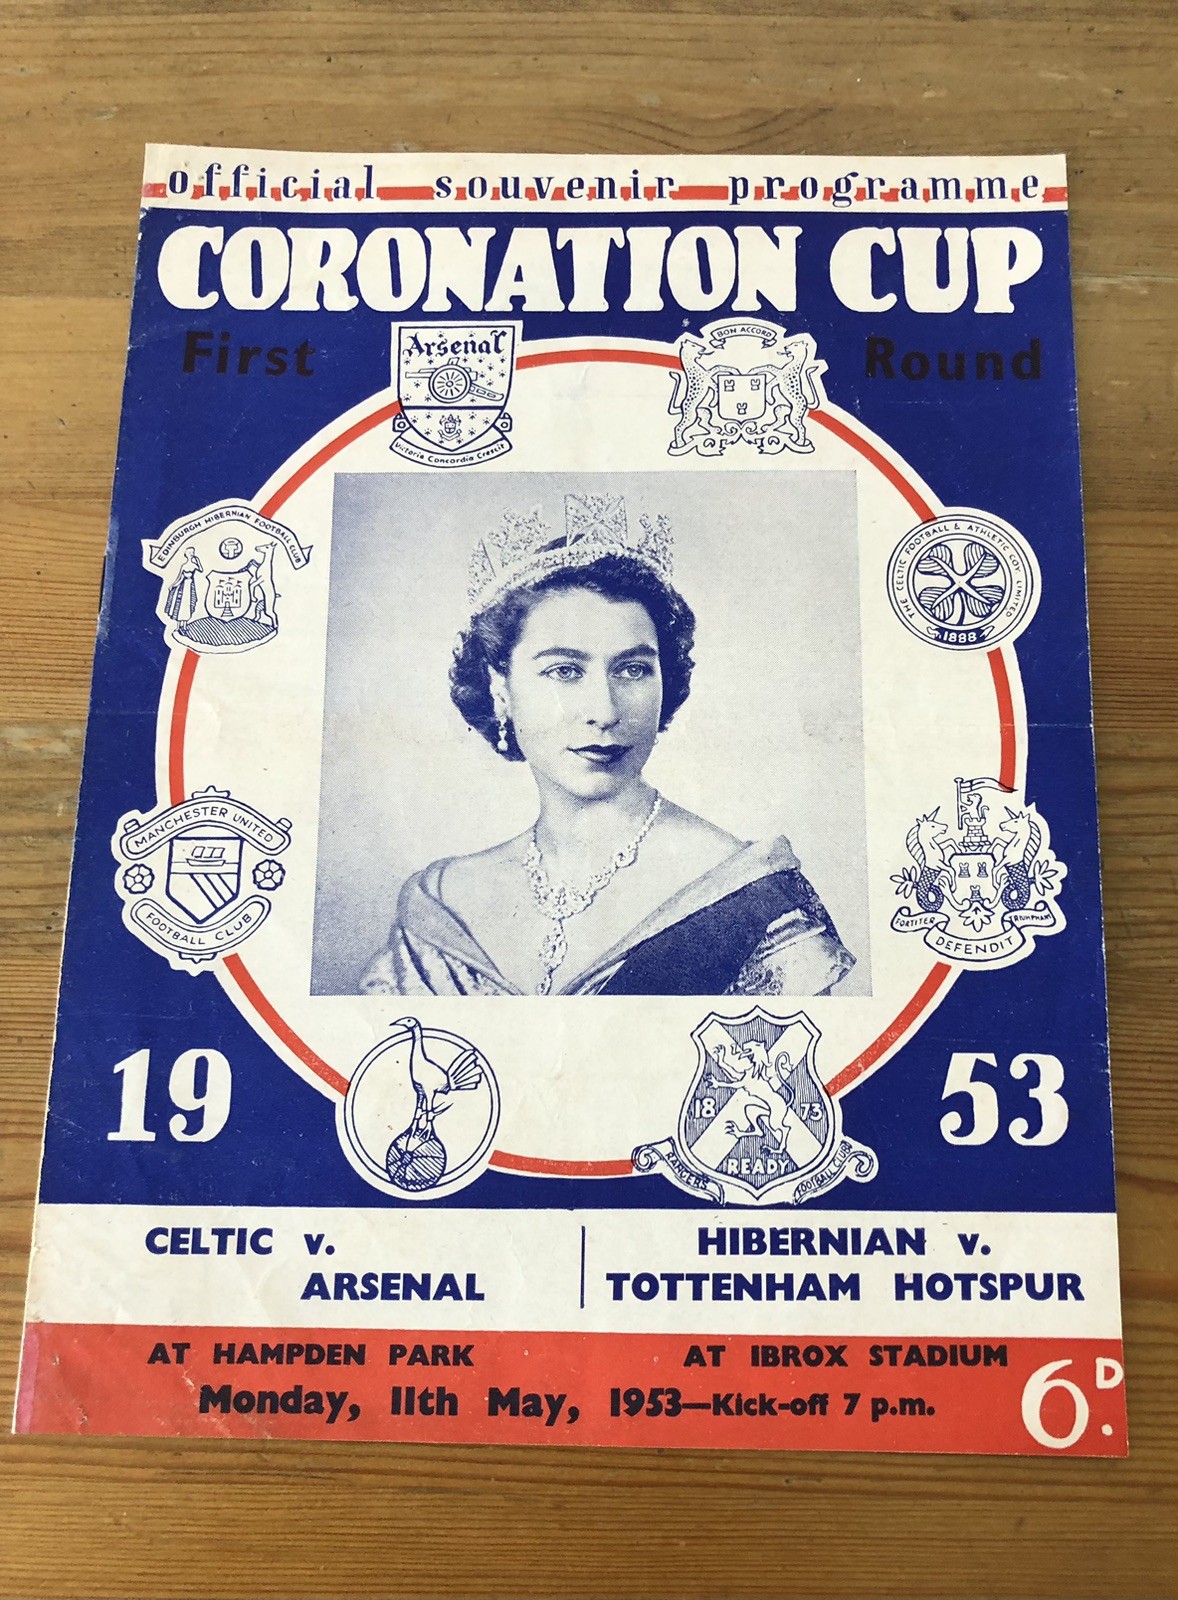 official souvenir programme
CORONATION CUP
First Round
Arsenal
Victoria Concordia Crescit
BON ACCORD
EDINBURGH HIBERNIAN FOOTBALL CLUB
THE CELTIC FOOTBALL & ATHLETIC COY. LIMITED
1888
MANCHESTER UNITED
FOOTBALL CLUB
FORTITER DEFENDIT TRIUMPHANS
18 73
READY
RANGERS FOOTBALL CLUB
19 53
CELTIC v.
ARSENAL
HIBERNIAN v.
TOTTENHAM HOTSPUR
AT HAMPDEN PARK
AT IBROX STADIUM
Monday, 11th May, 1953—Kick-off 7 p.m.
6D.